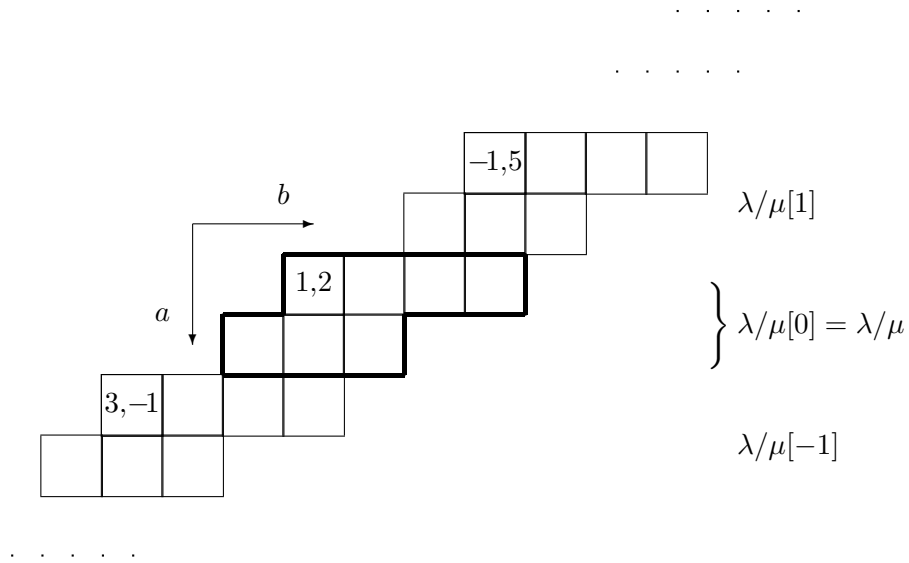 . . . . .
. . . . .
−1,5
b
λ/μ[1]
1,2
a
λ/μ[0] = λ/μ
3,−1
λ/μ[−1]
. . . . .